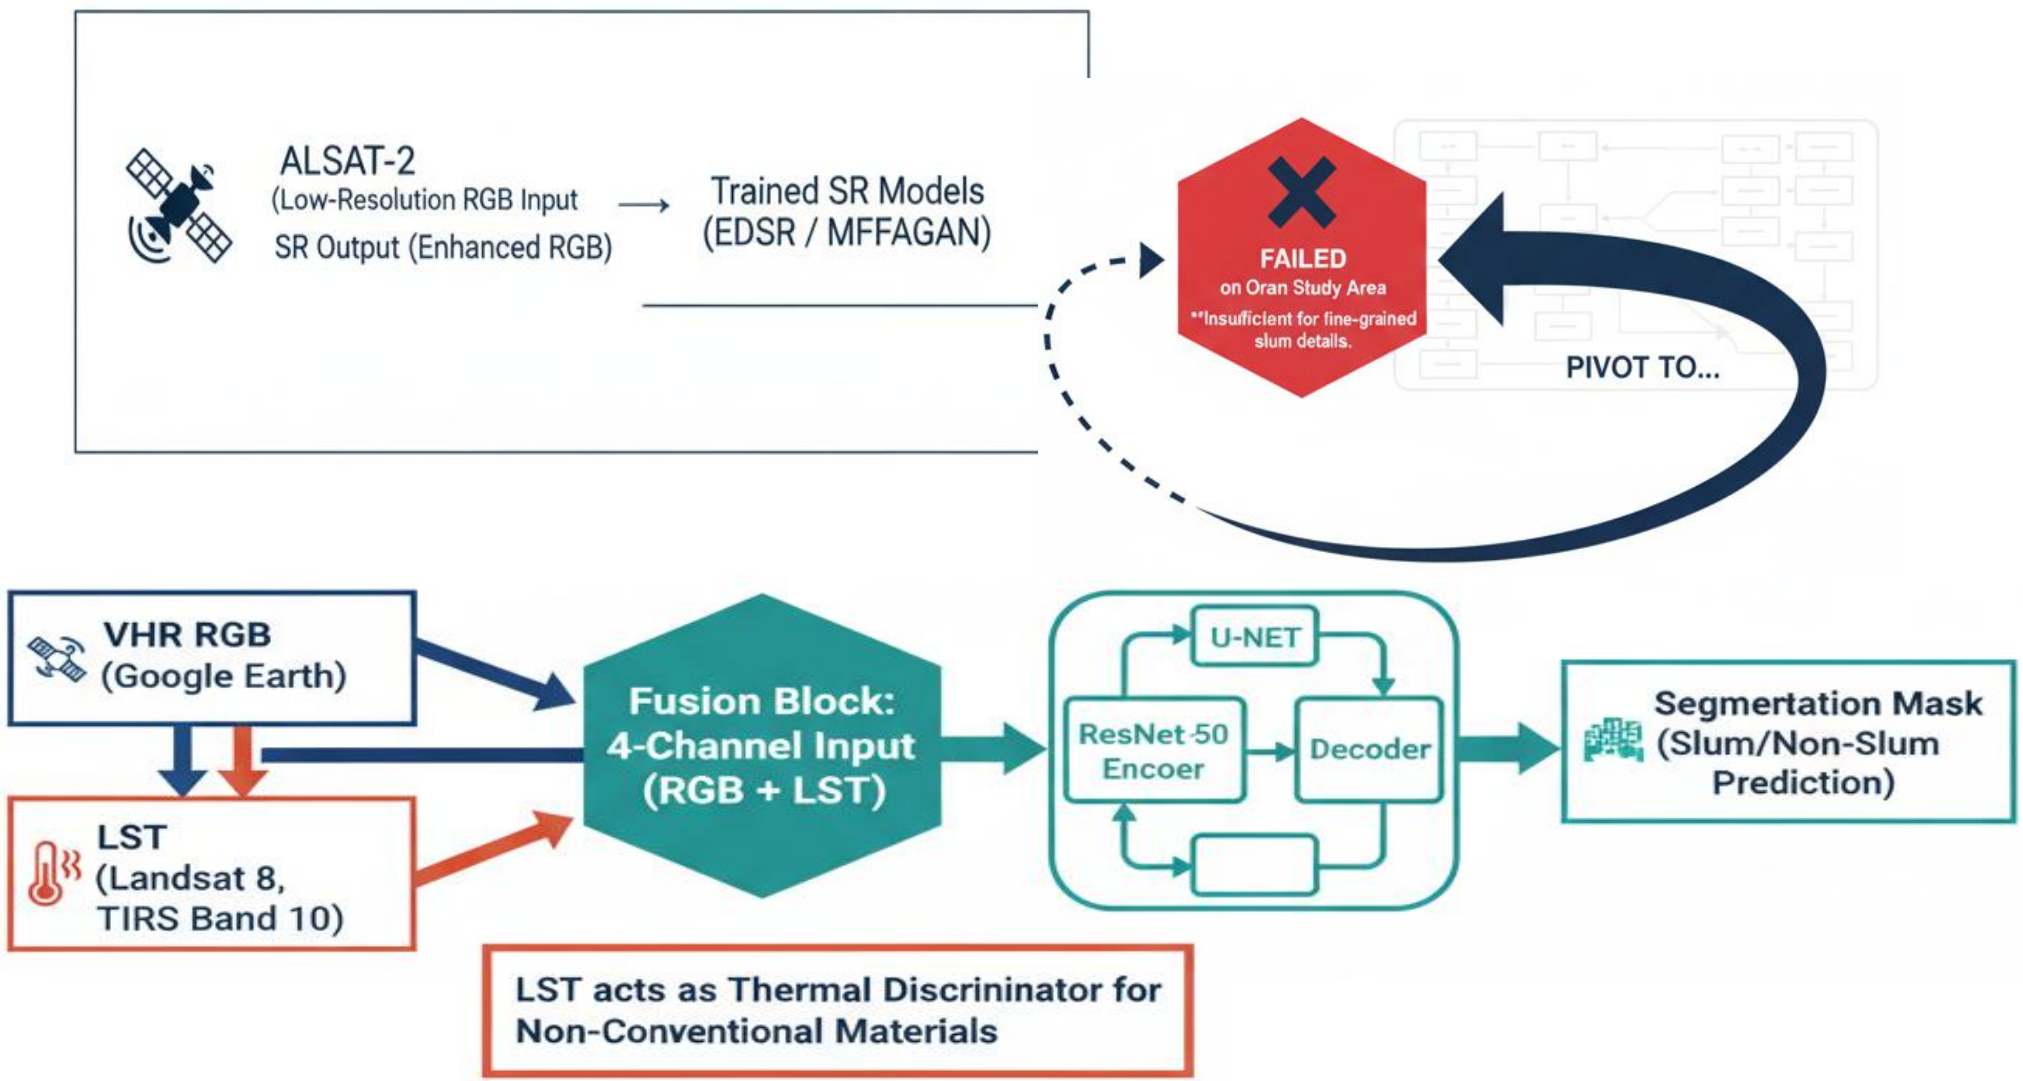 ALSAT-2
(Low-Resolution RGB Input
SR Output (Enhanced RGB)
Trained SR Models
(EDSR / MFFAGAN)
FAILED
on Oran Study Area
**Insufficient for fine-grained
slum details.
PIVOT TO...
VHR RGB
(Google Earth)
LST
(Landsat 8,
TIRS Band 10)
Fusion Block:
4-Channel Input
(RGB + LST)
U-NET
ResNet-50
Encoer
Decoder
Segmertation Mask
(Slum/Non-Slum
Prediction)
LST acts as Thermal Discrininator for
Non-Conventional Materials